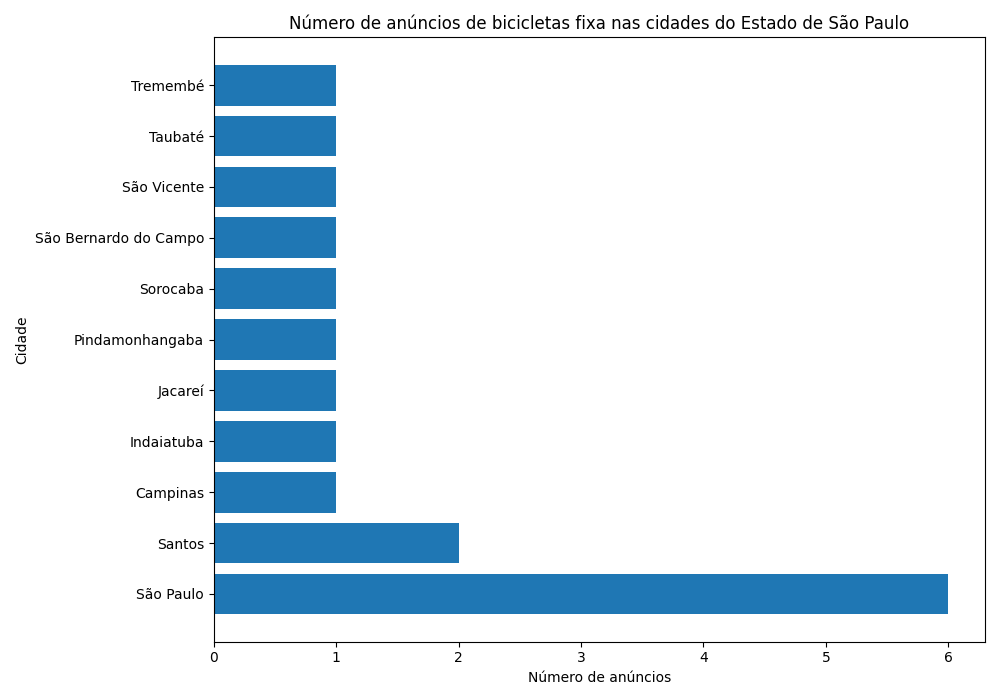 Número de anúncios de bicicletas fixa nas cidades do Estado de São Paulo
Tremembé
Taubaté
São Vicente
São Bernardo do Campo
Sorocaba
Pindamonhangaba
Jacareí
Indaiatuba
Campinas
Santos
São Paulo
Cidade
0 1 2 3 4 5 6
Número de anúncios